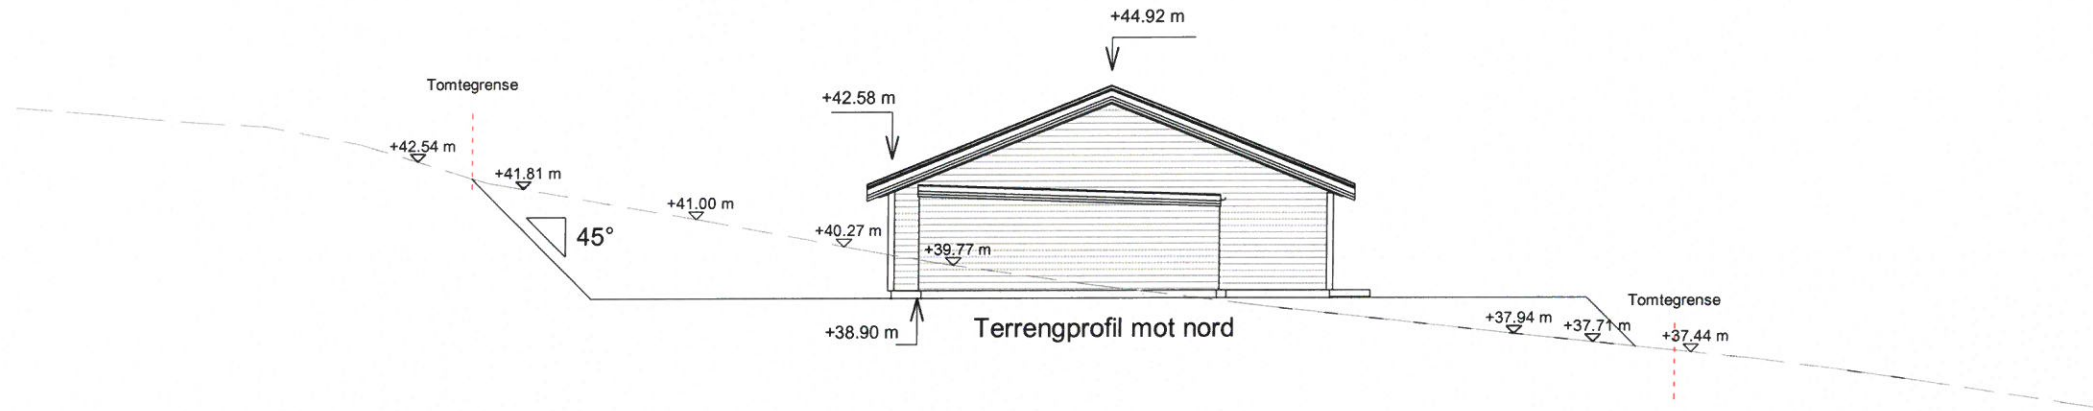 +44.92 m
Tomtegrense
+42.58 m
+42.54 m
+41.81 m
+41.00 m
45°
+40.27 m
+39.77 m
+38.90 m
Terrengprofil mot nord
Tomtegrense
+37.94 m
+37.71 m
+37.44 m